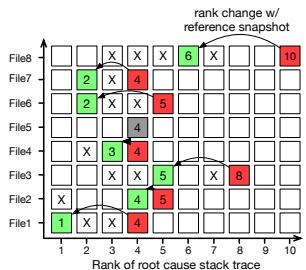 rank change w/
reference snapshot
File8 X X X 6 X 10
File7 2 X 4
File6 2 X X 5
File5 4
File4 X 3 4
File3 X X 5 X 8
File2 X 4 5
File1 1 X X 4
1 2 3 4 5 6 7 8 9 10
Rank of root cause stack trace